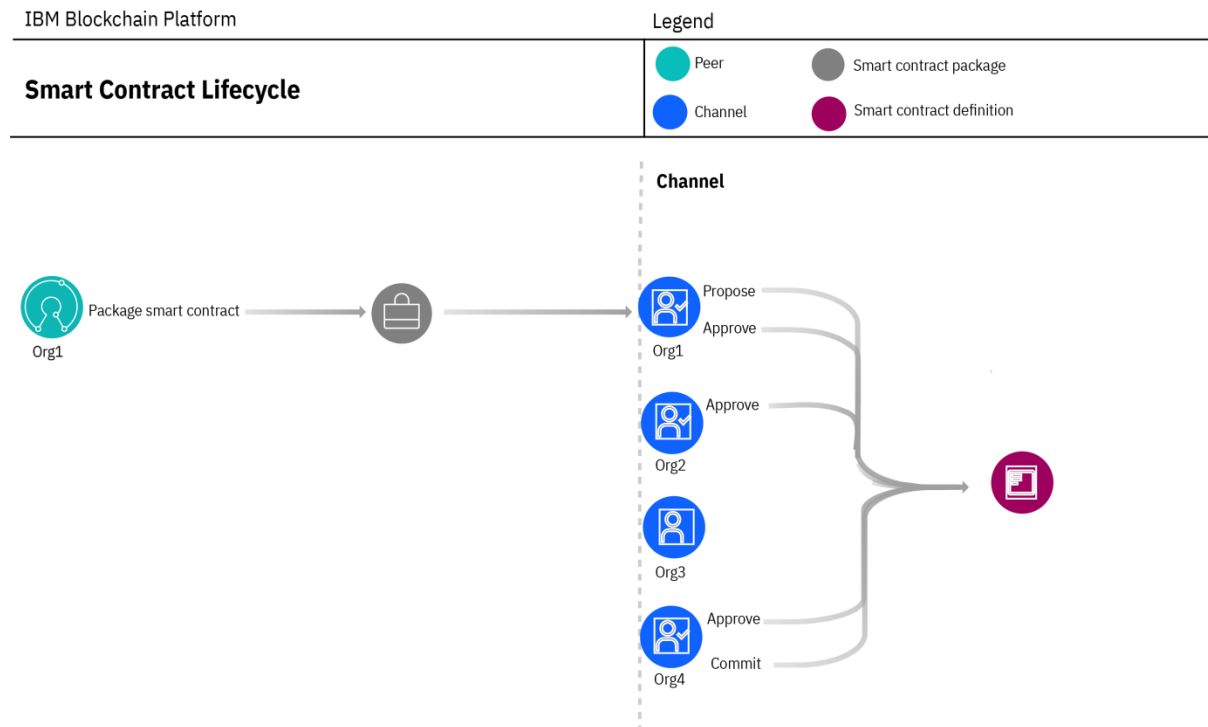 IBM Blockchain Platform
Legend
Smart Contract Lifecycle
Peer
Smart contract package
Channel
Smart contract definition
Channel
Package smart contract
Org1
Propose
Approve
Org1
Approve
Org2
Org3
Approve
Commit
Org4